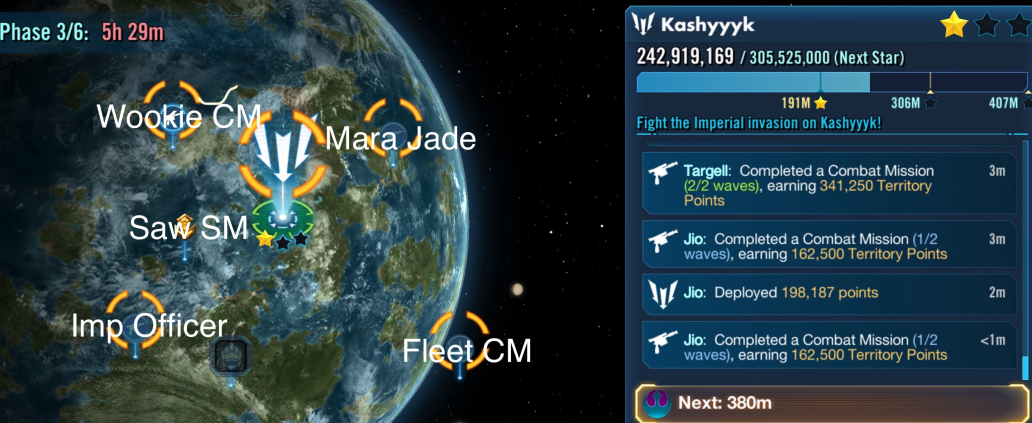 Phase 3/6: 5h 29m
Wookie CM
Mara Jade
Saw SM
Imp Officer
Fleet CM
Kashyyyk
242,919,169 / 305,525,000 (Next Star)
191M
306M
407M
Fight the Imperial invasion on Kashyyyk!
Targell: Completed a Combat Mission 3m
(2/2 waves), earning 341,250 Territory
Points
Jio: Completed a Combat Mission (1/2 3m
waves), earning 162,500 Territory Points
Jio: Deployed 198,187 points 2m
Jio: Completed a Combat Mission (1/2 <1m
waves), earning 162,500 Territory Points
Next: 380m